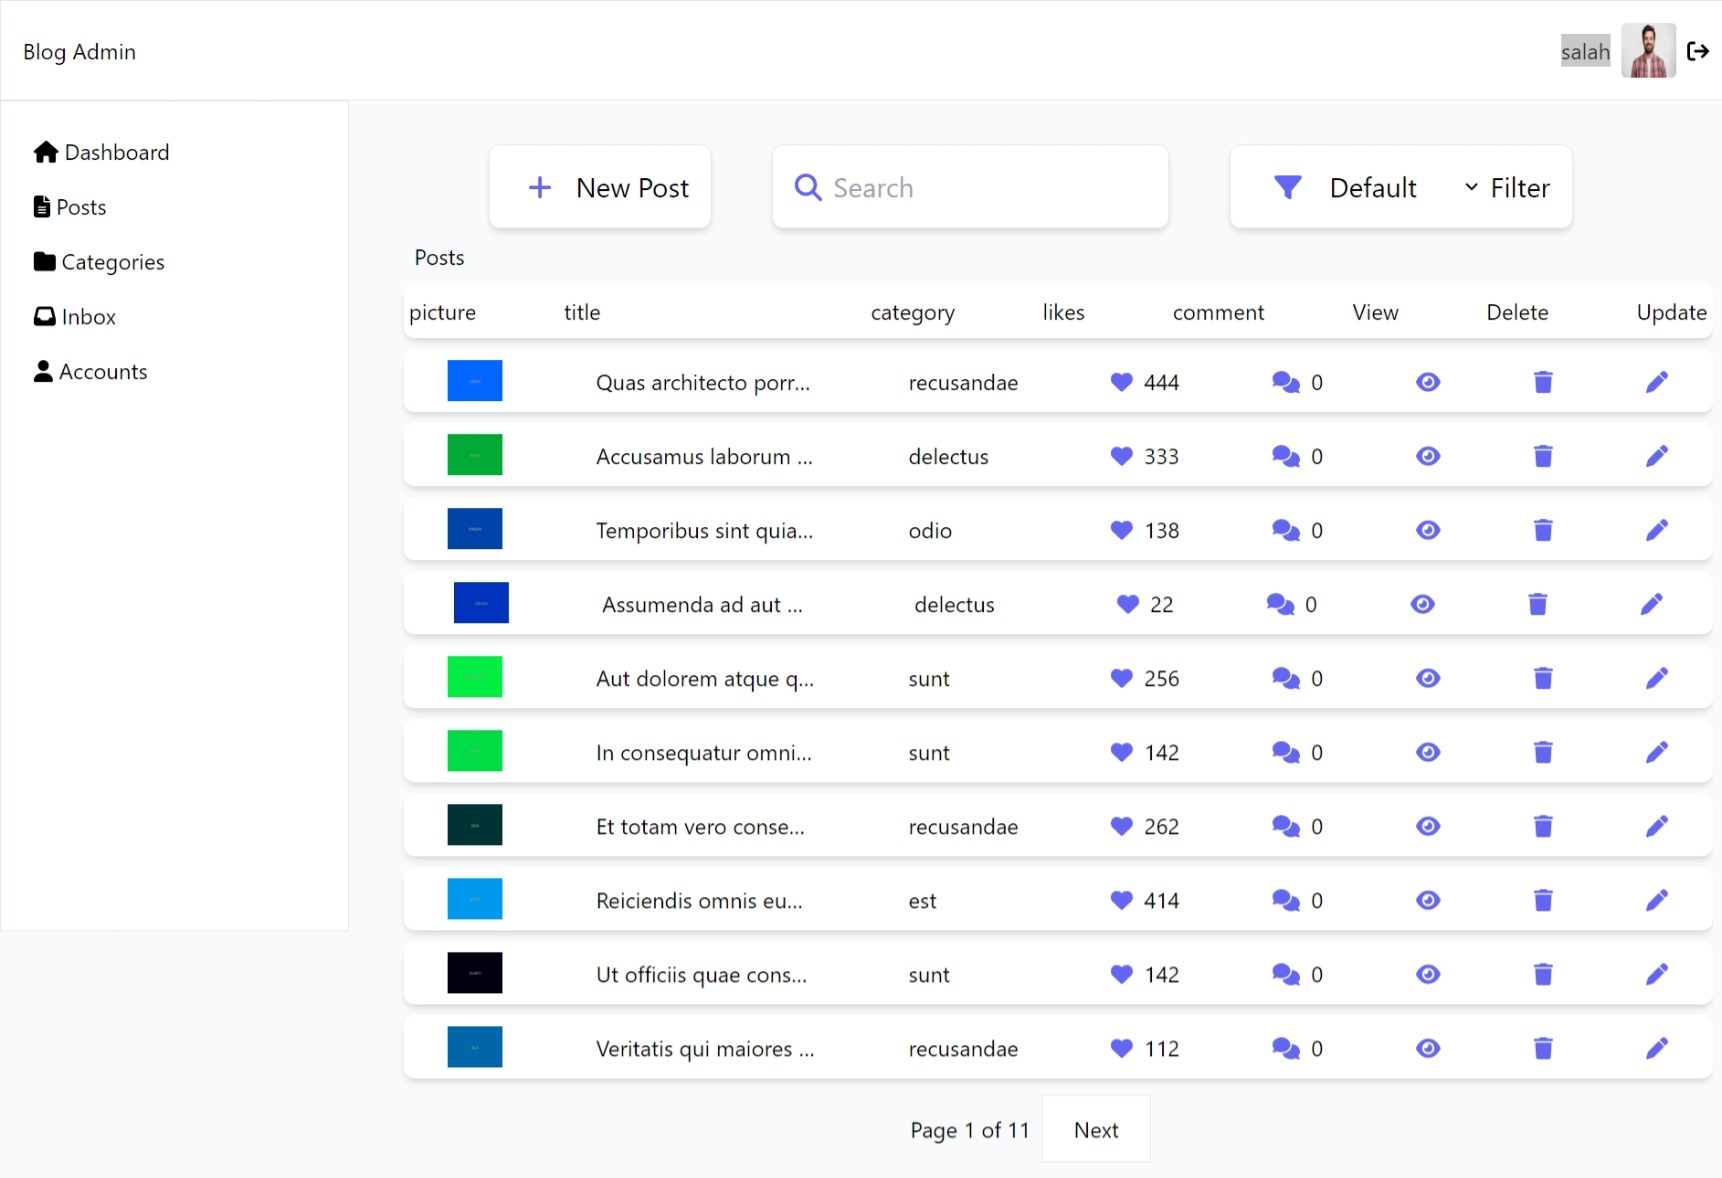 Blog Admin
salah
Dashboard
Posts
Categories
Inbox
Accounts
New Post
Search
Default
Filter
Posts
picture title category likes comment View Delete Update
Quas architecto porr... recusandae 444 0
Accusamus laborum ... delectus 333 0
Temporibus sint quia... odio 138 0
Assumenda ad aut ... delectus 22 0
Aut dolorem atque q... sunt 256 0
In consequatur omni... sunt 142 0
Et totam vero conse... recusandae 262 0
Reiciendis omnis eu... est 414 0
Ut officiis quae cons... sunt 142 0
Veritatis qui maiores ... recusandae 112 0
Page 1 of 11 Next